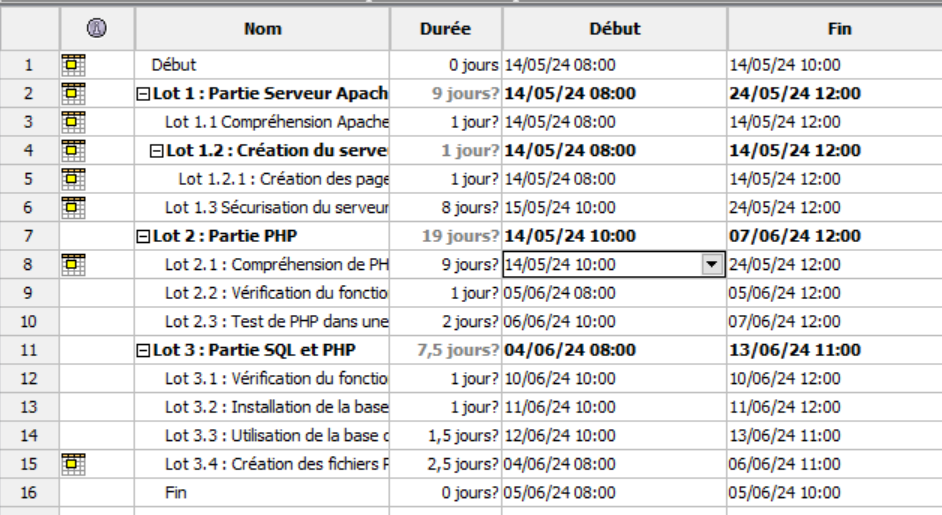 Nom Durée Début Fin
1 Début 0 jours 14/05/24 08:00 14/05/24 10:00
2 Lot 1 : Partie Serveur Apach 9 jours? 14/05/24 08:00 24/05/24 12:00
3 Lot 1.1 Compréhension Apache 1 jour? 14/05/24 08:00 14/05/24 12:00
4 Lot 1.2 : Création du serve 1 jour? 14/05/24 08:00 14/05/24 12:00
5 Lot 1.2.1 : Création des page 1 jour? 14/05/24 08:00 14/05/24 12:00
6 Lot 1.3 Sécurisation du serveur 8 jours? 15/05/24 10:00 24/05/24 12:00
7 Lot 2 : Partie PHP 19 jours? 14/05/24 10:00 07/06/24 12:00
8 Lot 2.1 : Compréhension de PH 9 jours? 14/05/24 10:00 24/05/24 12:00
9 Lot 2.2 : Vérification du fonctio 1 jour? 05/06/24 08:00 05/06/24 12:00
10 Lot 2.3 : Test de PHP dans une 2 jours? 06/06/24 10:00 07/06/24 12:00
11 Lot 3 : Partie SQL et PHP 7,5 jours? 04/06/24 08:00 13/06/24 11:00
12 Lot 3.1 : Vérification du fonctio 1 jour? 10/06/24 10:00 10/06/24 12:00
13 Lot 3.2 : Installation de la base 1 jour? 11/06/24 10:00 11/06/24 12:00
14 Lot 3.3 : Utilisation de la base d 1,5 jours? 12/06/24 10:00 13/06/24 11:00
15 Lot 3.4 : Création des fichiers P 2,5 jours? 04/06/24 08:00 06/06/24 11:00
16 Fin 0 jours? 05/06/24 08:00 05/06/24 10:00